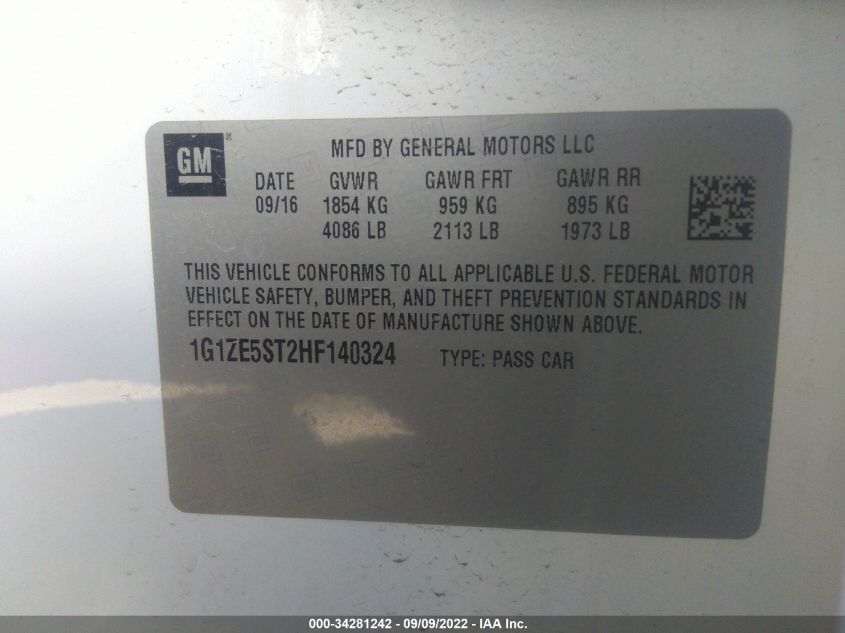 GM®
MFD BY GENERAL MOTORS LLC
DATE GVWR GAWR FRT GAWR RR
09/16 1854 KG 959 KG 895 KG
4086 LB 2113 LB 1973 LB
THIS VEHICLE CONFORMS TO ALL APPLICABLE U.S. FEDERAL MOTOR
VEHICLE SAFETY, BUMPER, AND THEFT PREVENTION STANDARDS IN
EFFECT ON THE DATE OF MANUFACTURE SHOWN ABOVE.
1G1ZE5ST2HF140324 TYPE: PASS CAR
000-34281242 - 09/09/2022 - IAA Inc.